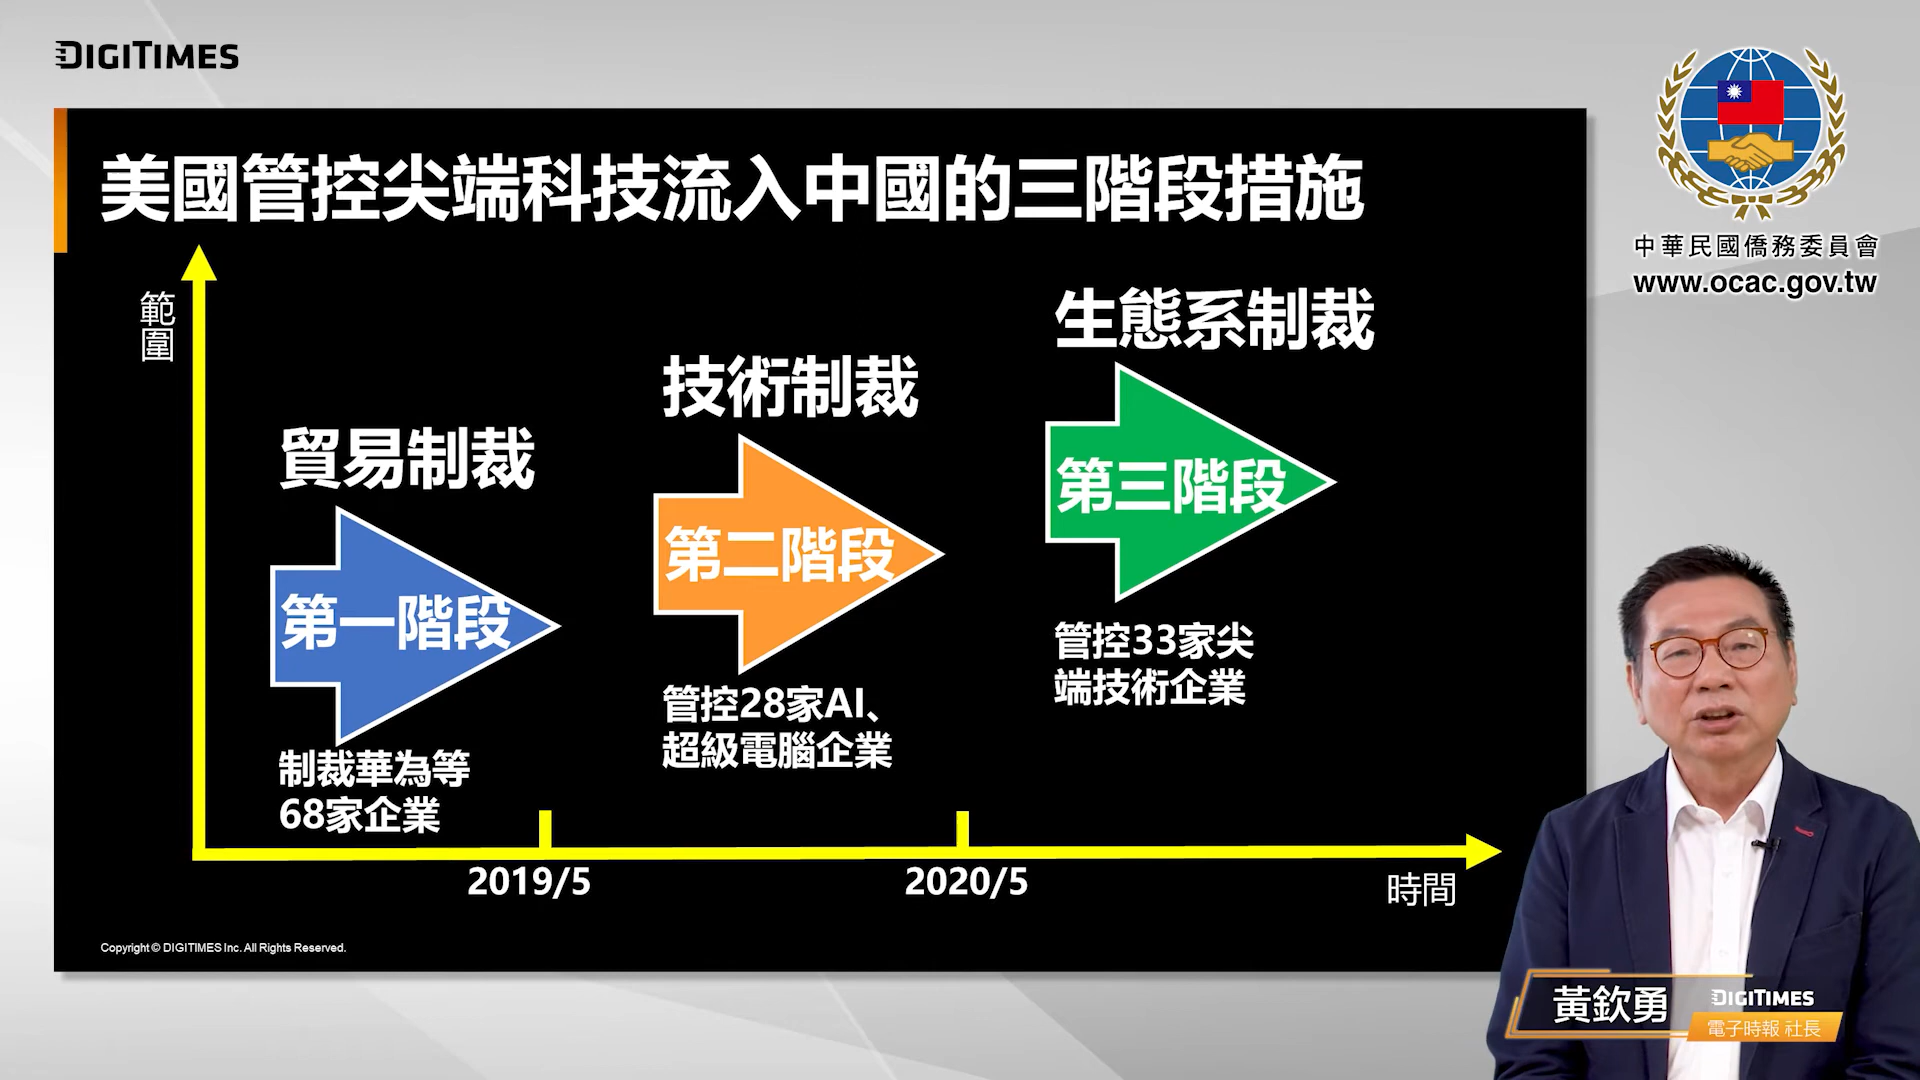 DIGITIMES
中華民國僑務委員會
www.ocac.gov.tw
美國管控尖端科技流入中國的三階段措施
範圍
貿易制裁
第一階段
制裁華為等
68家企業
技術制裁
第二階段
管控28家AI、
超級電腦企業
生態系制裁
第三階段
管控33家尖
端技術企業
2019/5
2020/5
時間
Copyright © DIGITIMES Inc. All Rights Reserved.
黃欽勇
DIGITIMES
電子時報 社長